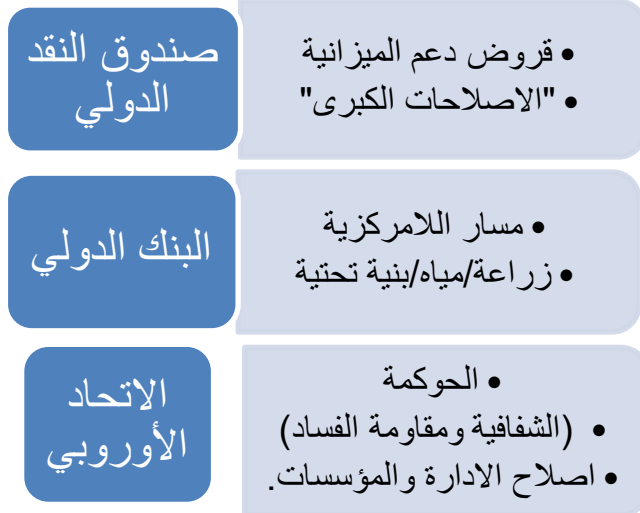 صندوق النقد
الدولي
• قروض دعم الميزانية
• "الاصلاحات الكبرى"
البنك الدولي
• مسار اللامركزية
• زراعة/مياه/بنية تحتية
الاتحاد
الأوروبي
• الحوكمة
• (الشفافية ومقاومة الفساد)
• اصلاح الادارة والمؤسسات.